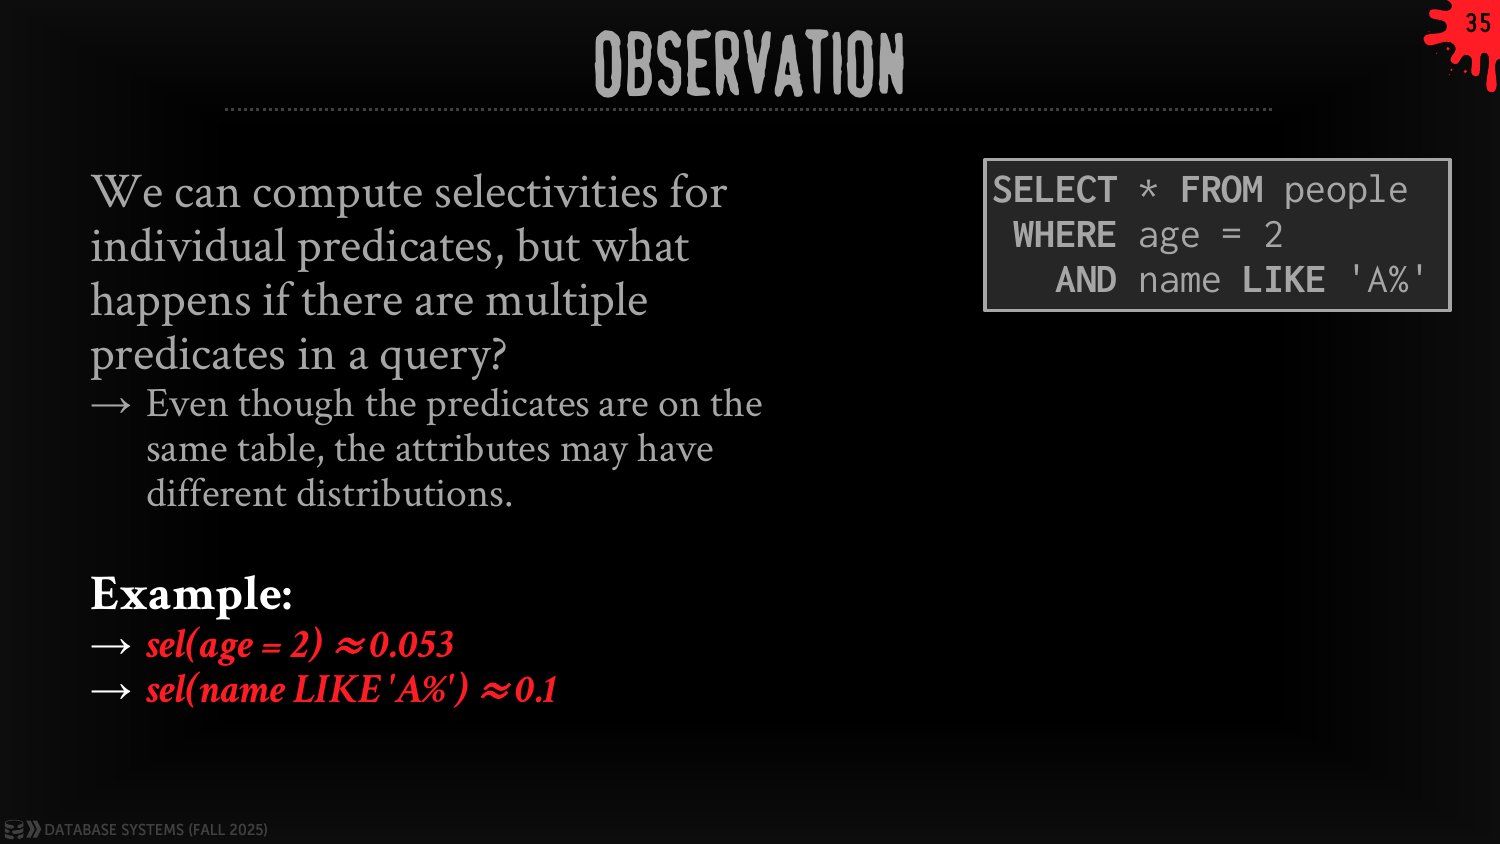 OBSERVATION
35
We can compute selectivities for
individual predicates, but what
happens if there are multiple
predicates in a query?
→ Even though the predicates are on the
same table, the attributes may have
different distributions.
SELECT * FROM people
WHERE age = 2
AND name LIKE 'A%'
Example:
→ sel(age = 2) ≈ 0.053
→ sel(name LIKE 'A%') ≈ 0.1
DATABASE SYSTEMS (FALL 2025)